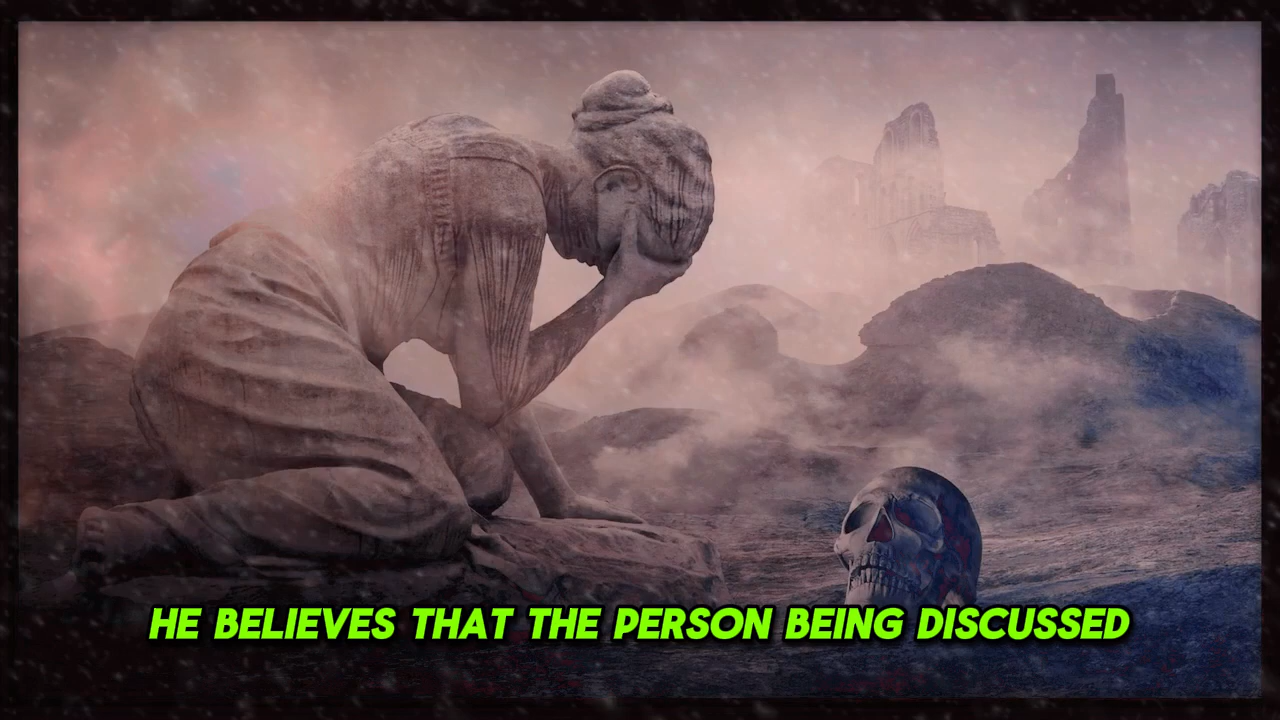 HE BELIEVES THAT THE PERSON BEING DISCUSSED